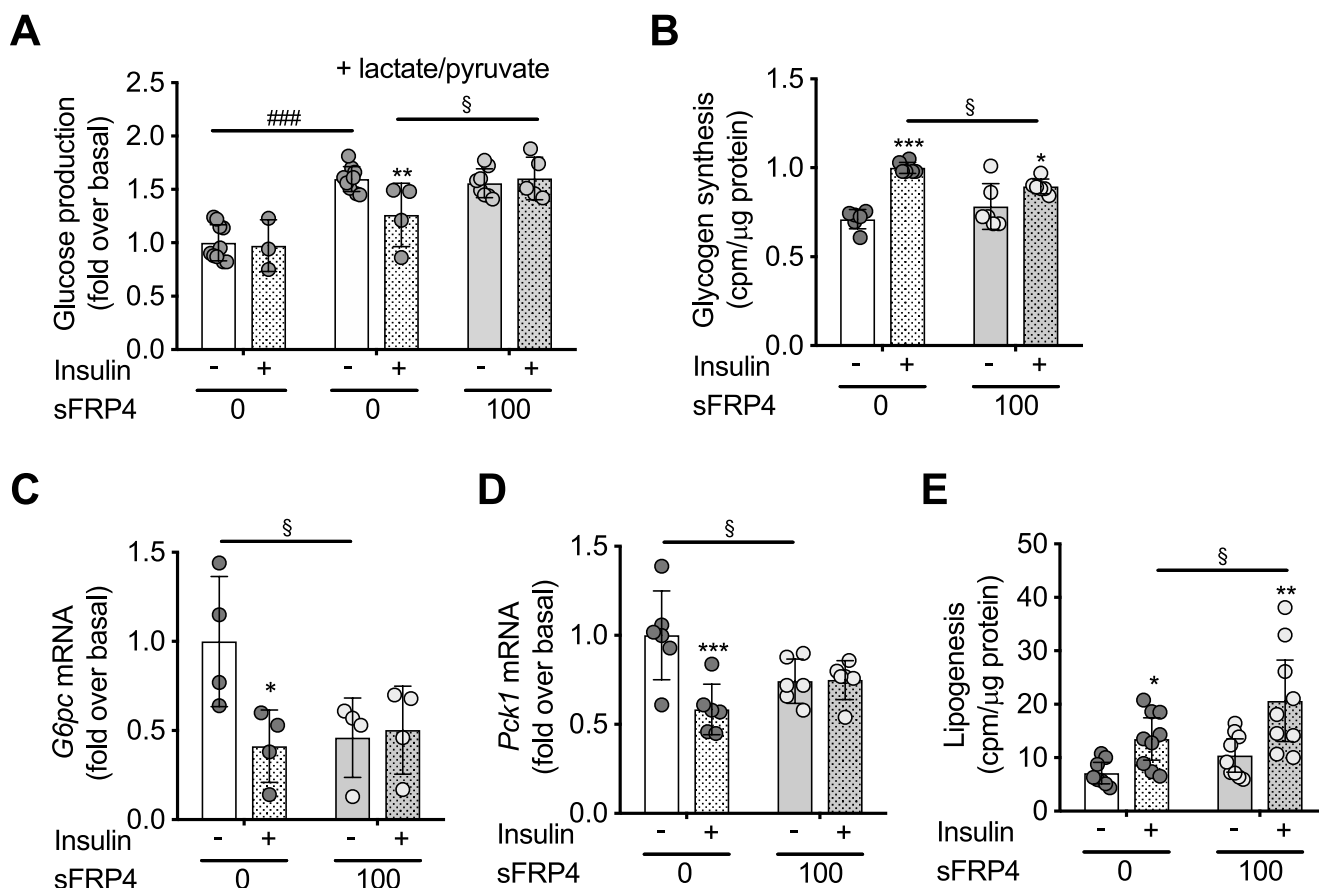 A
+ lactate/pyruvate
Glucose production
(fold over basal)
2.5
2.0
1.5
1.0
0.5
0.0
###
§
**
Insulin - + - + - +
sFRP4 0 0 100
B
Glycogen synthesis
(cpm/μg protein)
1.5
1.0
0.5
0.0
§
*** *
Insulin - + - +
sFRP4 0 100
C
G6pc mRNA
(fold over basal)
1.5
1.0
0.5
0.0
§
*
Insulin - + - +
sFRP4 0 100
D
Pck1 mRNA
(fold over basal)
1.5
1.0
0.5
0.0
§
***
Insulin - + - +
sFRP4 0 100
E
Lipogenesis
(cpm/μg protein)
50
40
30
20
10
0
§
* **
Insulin - + - +
sFRP4 0 100